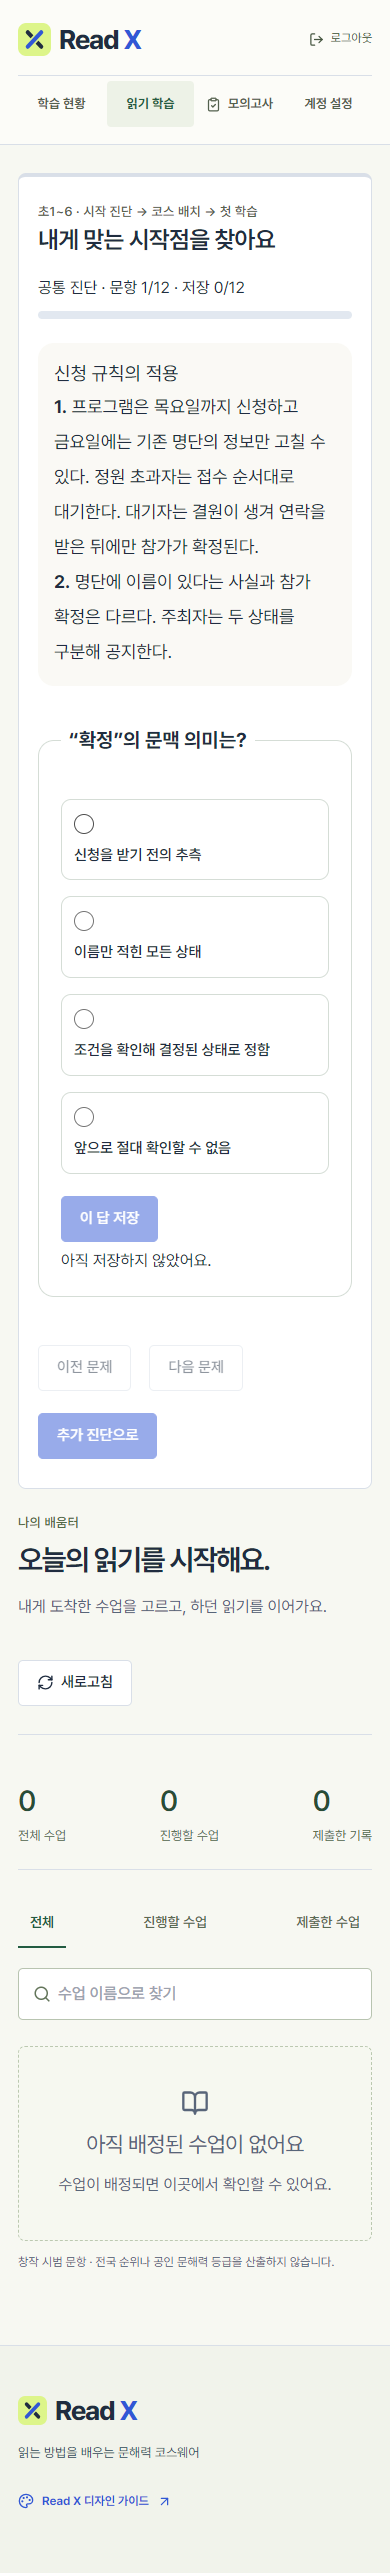 Read X
로그아웃
학습 현황
읽기 학습
모의고사
계정 설정
초1~6 · 시작 진단 → 코스 배치 → 첫 학습
내게 맞는 시작점을 찾아요
공통 진단 · 문항 1/12 · 저장 0/12
신청 규칙의 적용
1. 프로그램은 목요일까지 신청하고
금요일에는 기존 명단의 정보만 고칠 수
있다. 정원 초과자는 접수 순서대로
대기한다. 대기자는 결원이 생겨 연락을
받은 뒤에만 참가가 확정된다.
2. 명단에 이름이 있다는 사실과 참가
확정은 다르다. 주최자는 두 상태를
구분해 공지한다.
“확정”의 문맥 의미는?
신청을 받기 전의 추측
이름만 적힌 모든 상태
조건을 확인해 결정된 상태로 정함
앞으로 절대 확인할 수 없음
이 답 저장
아직 저장하지 않았어요.
이전 문제
다음 문제
추가 진단으로
나의 배움터
오늘의 읽기를 시작해요.
내게 도착한 수업을 고르고, 하던 읽기를 이어가요.
새로고침
0
전체 수업
0
진행할 수업
0
제출한 기록
전체
진행할 수업
제출한 수업
수업 이름으로 찾기
아직 배정된 수업이 없어요
수업이 배정되면 이곳에서 확인할 수 있어요.
창작 시범 문항 · 전국 순위나 공인 문해력 등급을 산출하지 않습니다.
Read X
읽는 방법을 배우는 문해력 코스웨어
Read X 디자인 가이드